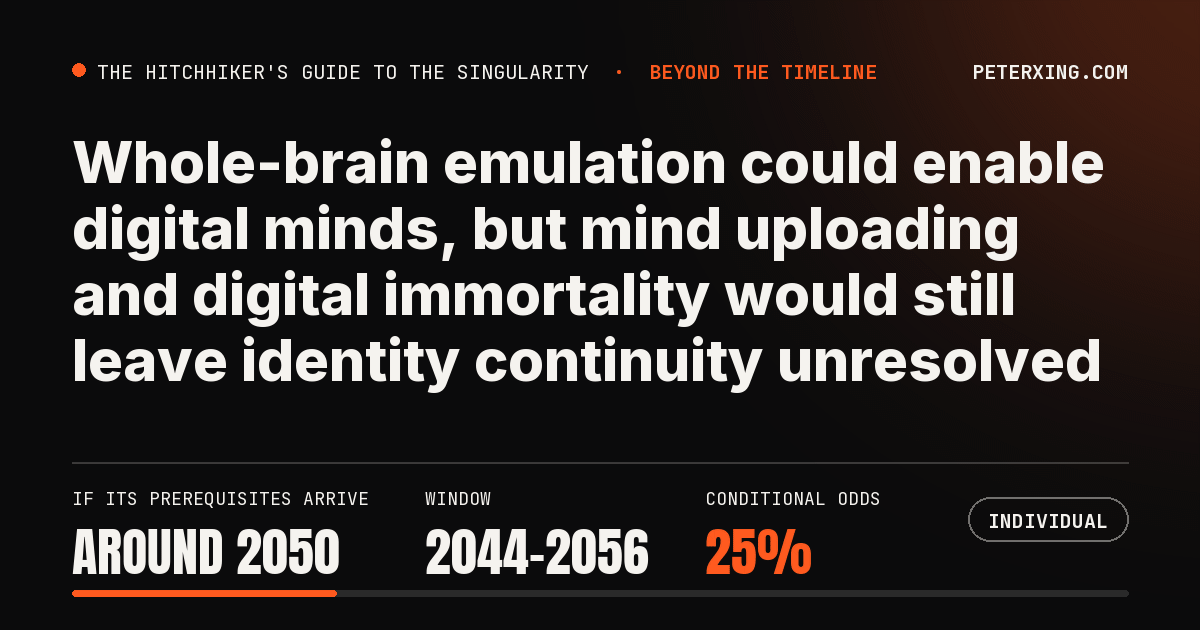 THE HITCHHIKER'S GUIDE TO THE SINGULARITY · BEYOND THE TIMELINE PETERXING.COM
Whole-brain emulation could enable
digital minds, but mind uploading
and digital immortality would still
leave identity continuity unresolved
IF ITS PREREQUISITES ARRIVE WINDOW CONDITIONAL ODDS
AROUND 2050 2044-2056 25%
INDIVIDUAL